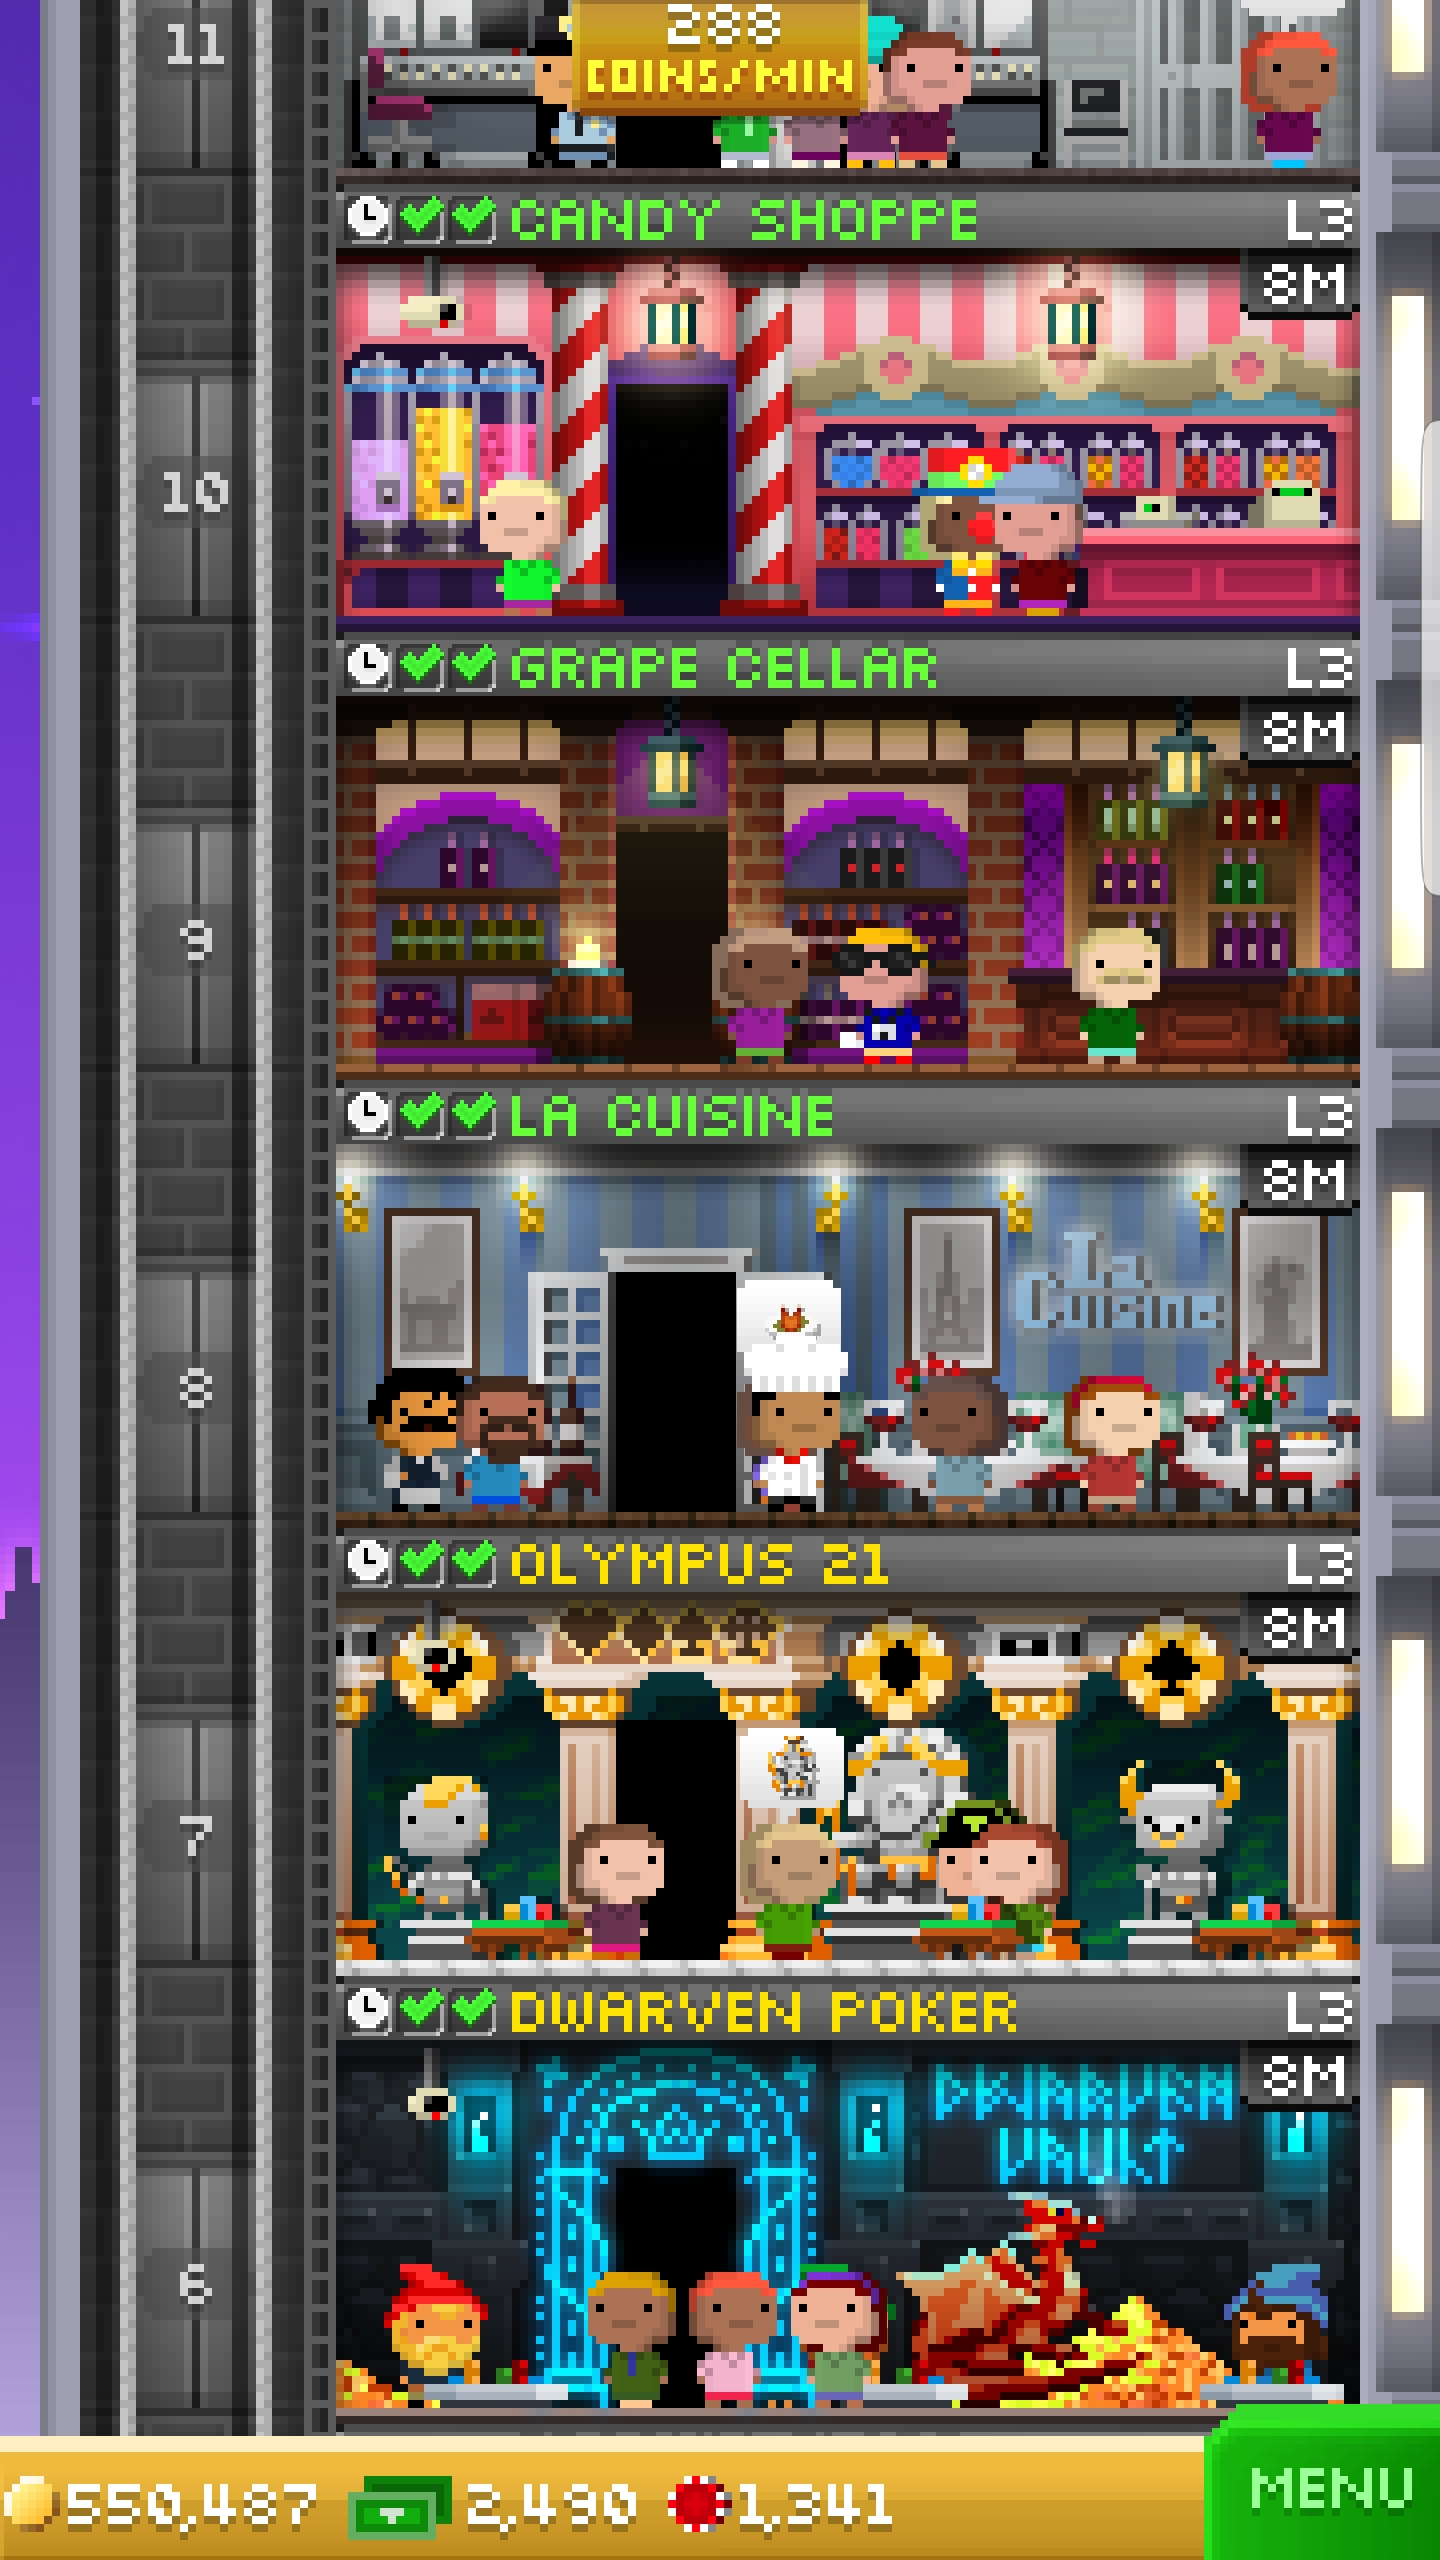 288
COINS/MIN
11
CANDY SHOPPE L3
8M
10
GRAPE CELLAR L3
8M
9
LA CUISINE L3
8M
La
Cuisine
8
OLYMPUS 21 L3
8M
7
DWARVEN POKER L3
8M
DWARVEN
VAULT
6
550,487 2,490 1,341
MENU